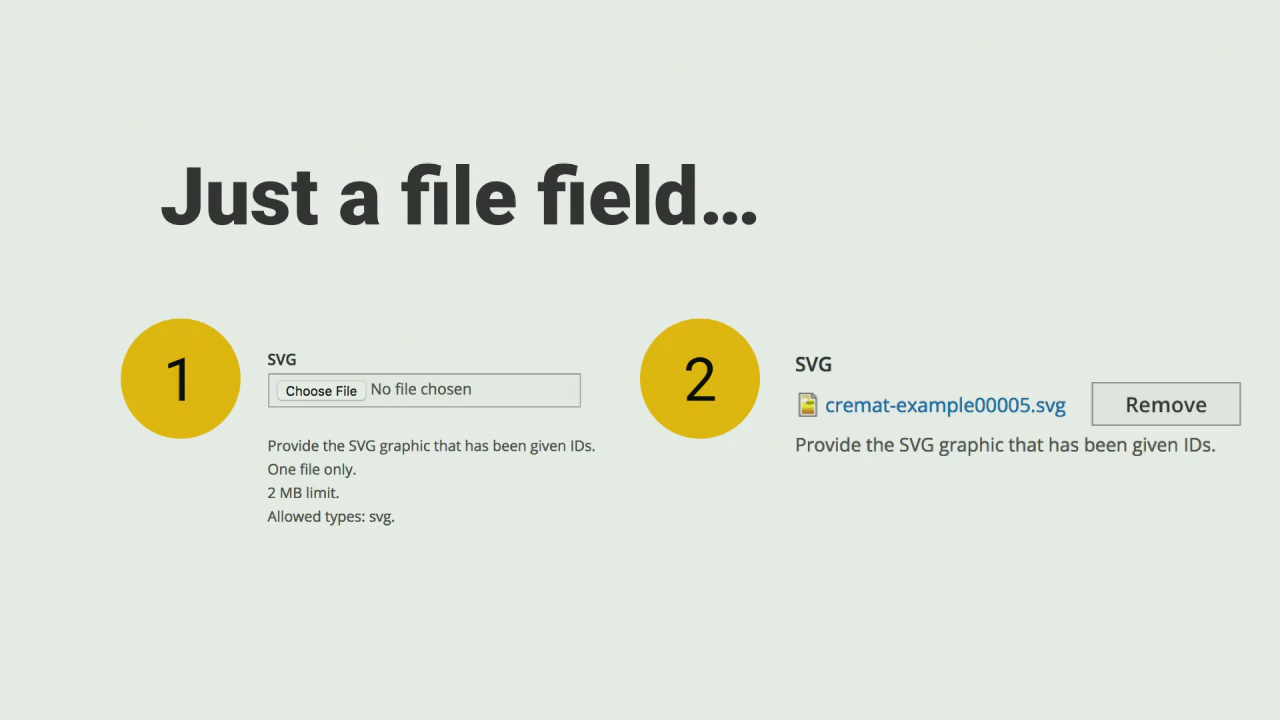 Just a file field...
1
SVG
Choose File No file chosen
Provide the SVG graphic that has been given IDs.
One file only.
2 MB limit.
Allowed types: svg.
2
SVG
cremat-example00005.svg Remove
Provide the SVG graphic that has been given IDs.